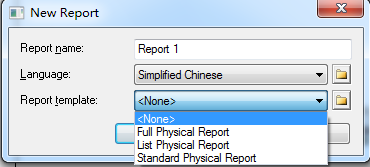 New Report
Report name: Report 1
Language: Simplified Chinese
Report template: <None>
<None>
Full Physical Report
List Physical Report
Standard Physical Report